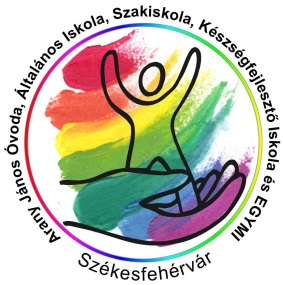 Arany János Óvoda, Általános Iskola, Szakiskola, Készségfejlesztő Iskola és EGYMI
Székesfehérvár